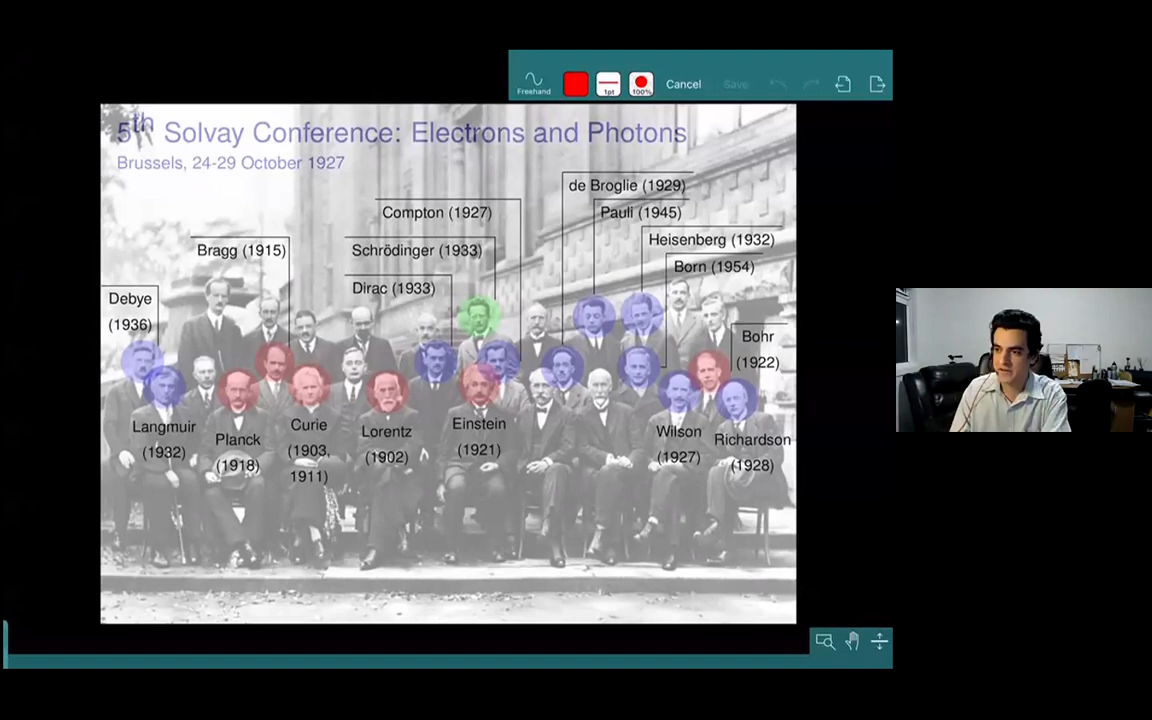 Freehand
1pt
100%
Cancel
Save
5th Solvay Conference: Electrons and Photons
Brussels, 24-29 October 1927
de Broglie (1929)
Compton (1927)
Pauli (1945)
Bragg (1915)
Schrödinger (1933)
Heisenberg (1932)
Born (1954)
Dirac (1933)
Debye
(1936)
Bohr
(1922)
Langmuir
(1932)
Planck
(1918)
Curie
(1903,
1911)
Lorentz
(1902)
Einstein
(1921)
Wilson
(1927)
Richardson
(1928)